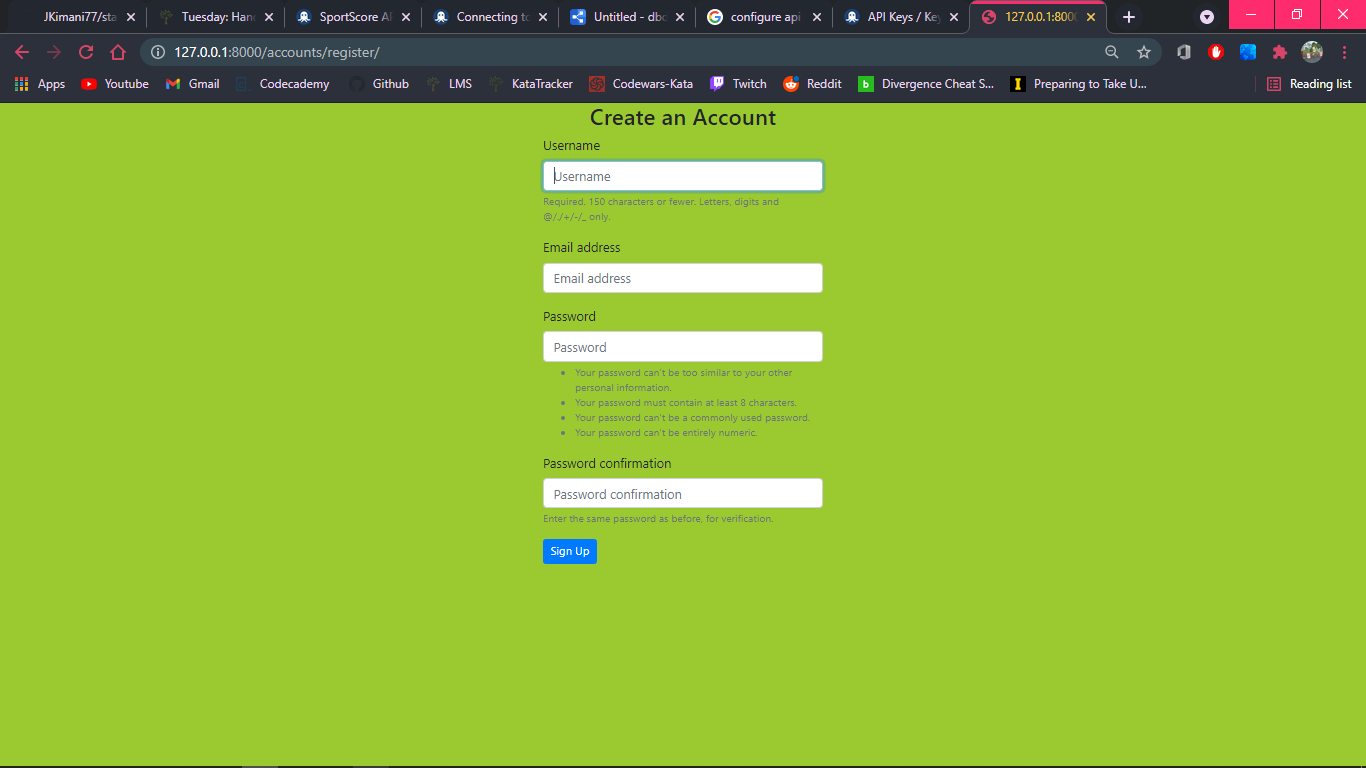 JKimani77/sta
Tuesday: Han
SportScore A
Connecting to
Untitled - dbd
configure api
API Keys / Key
127.0.0.1:8000
127.0.0.1:8000/accounts/register/
Apps
Youtube
Gmail
Codecademy
Github
LMS
KataTracker
Codewars-Kata
Twitch
Reddit
Divergence Cheat S...
Preparing to Take U...
Reading list
Create an Account
Username
Username
Required. 150 characters or fewer. Letters, digits and
@/./+/-/_ only.
Email address
Email address
Password
Password
Your password can't be too similar to your other
personal information.
Your password must contain at least 8 characters.
Your password can't be a commonly used password.
Your password can't be entirely numeric.
Password confirmation
Password confirmation
Enter the same password as before, for verification.
Sign Up